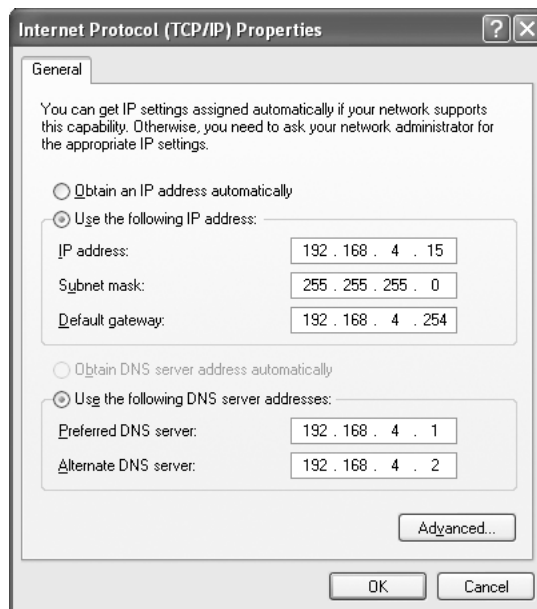 Internet Protocol (TCP/IP) Properties
General
You can get IP settings assigned automatically if your network supports
this capability. Otherwise, you need to ask your network administrator for
the appropriate IP settings.
Obtain an IP address automatically
Use the following IP address:
IP address: 192 . 168 . 4 . 15
Subnet mask: 255 . 255 . 255 . 0
Default gateway: 192 . 168 . 4 . 254
Obtain DNS server address automatically
Use the following DNS server addresses:
Preferred DNS server: 192 . 168 . 4 . 1
Alternate DNS server: 192 . 168 . 4 . 2
Advanced...
OK Cancel